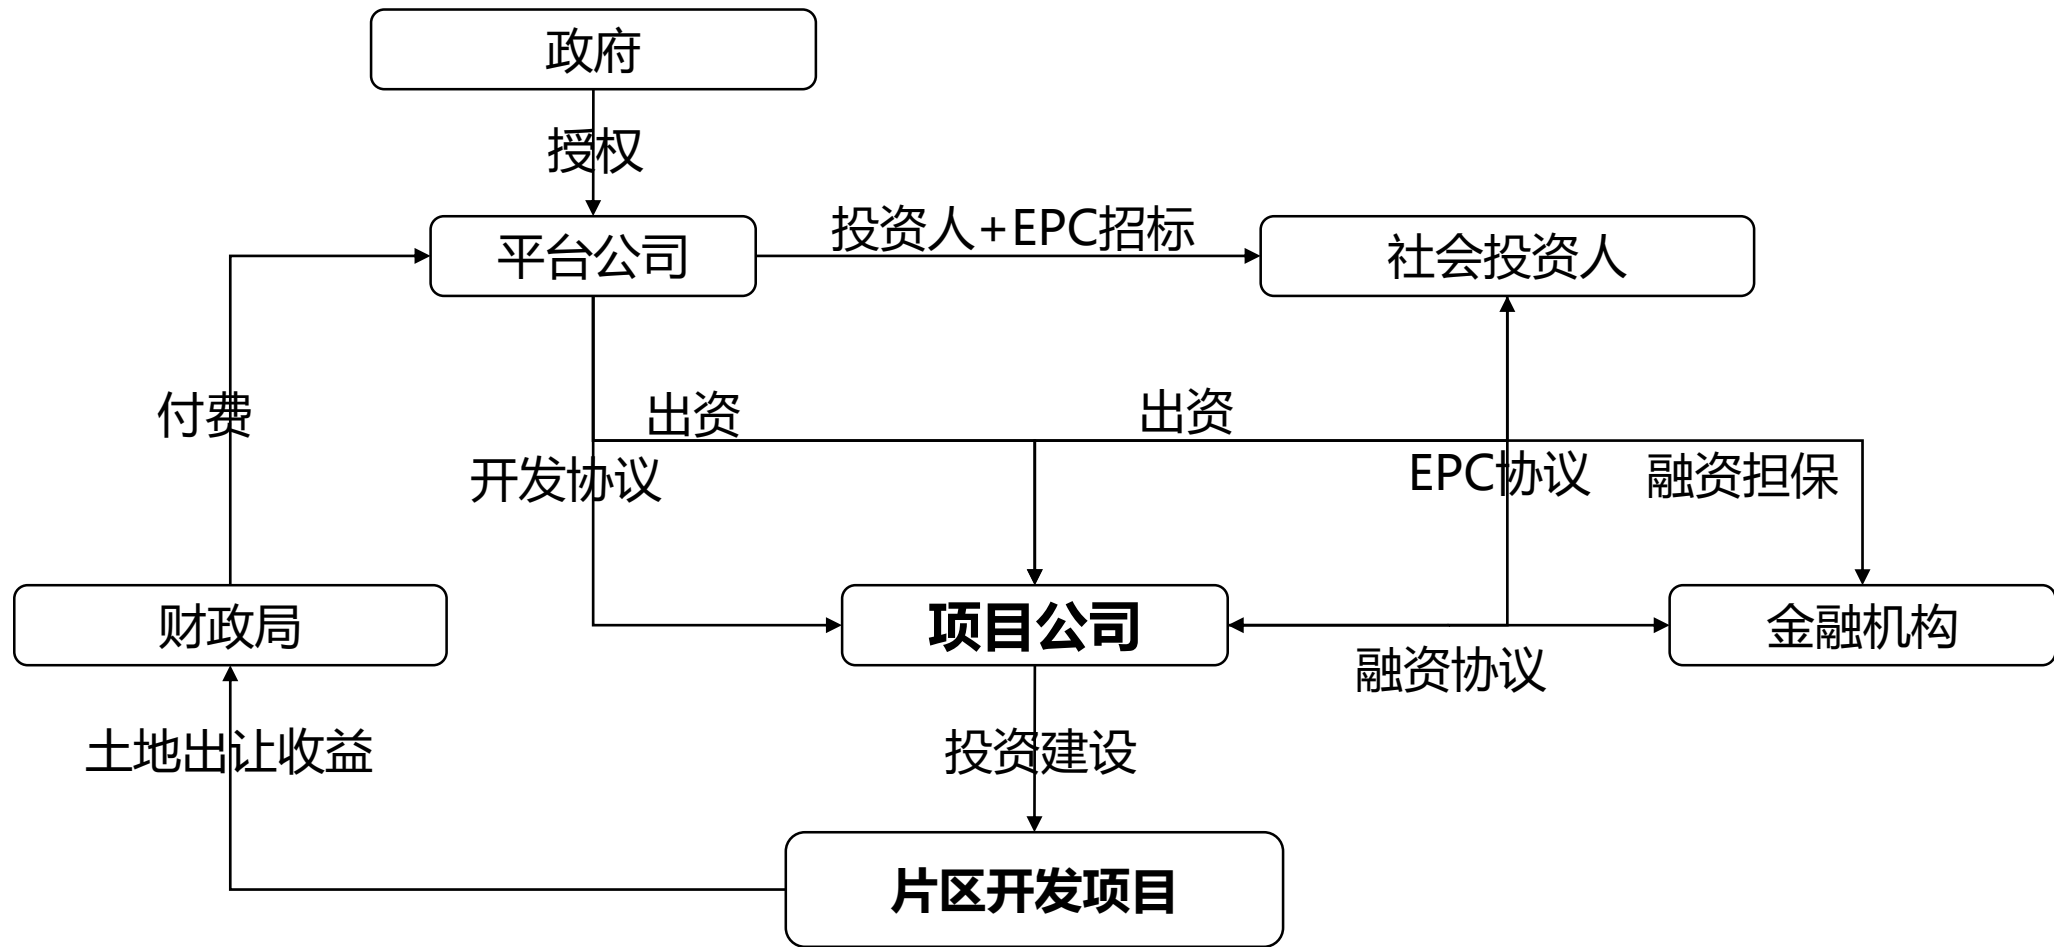 政府
授权
投资人+EPC招标
平台公司
社会投资人
付费
出资
出资
开发协议
EPC协议
融资担保
财政局
项目公司
金融机构
融资协议
土地出让收益
投资建设
片区开发项目